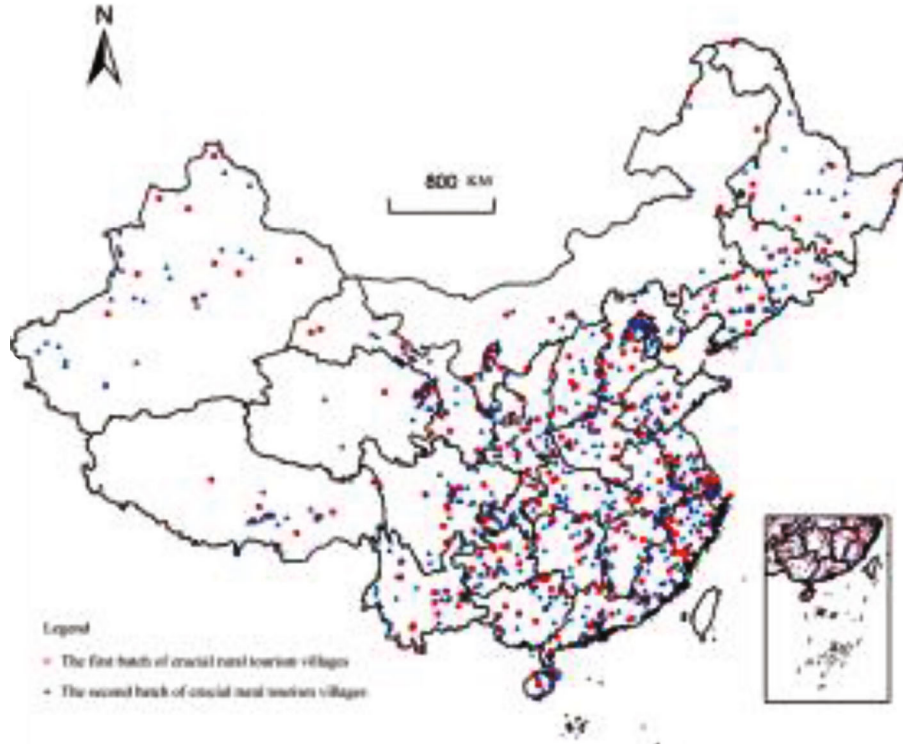 N
800 KM
Legend
The first batch of crucial rural tourism villages
The second batch of crucial rural tourism villages